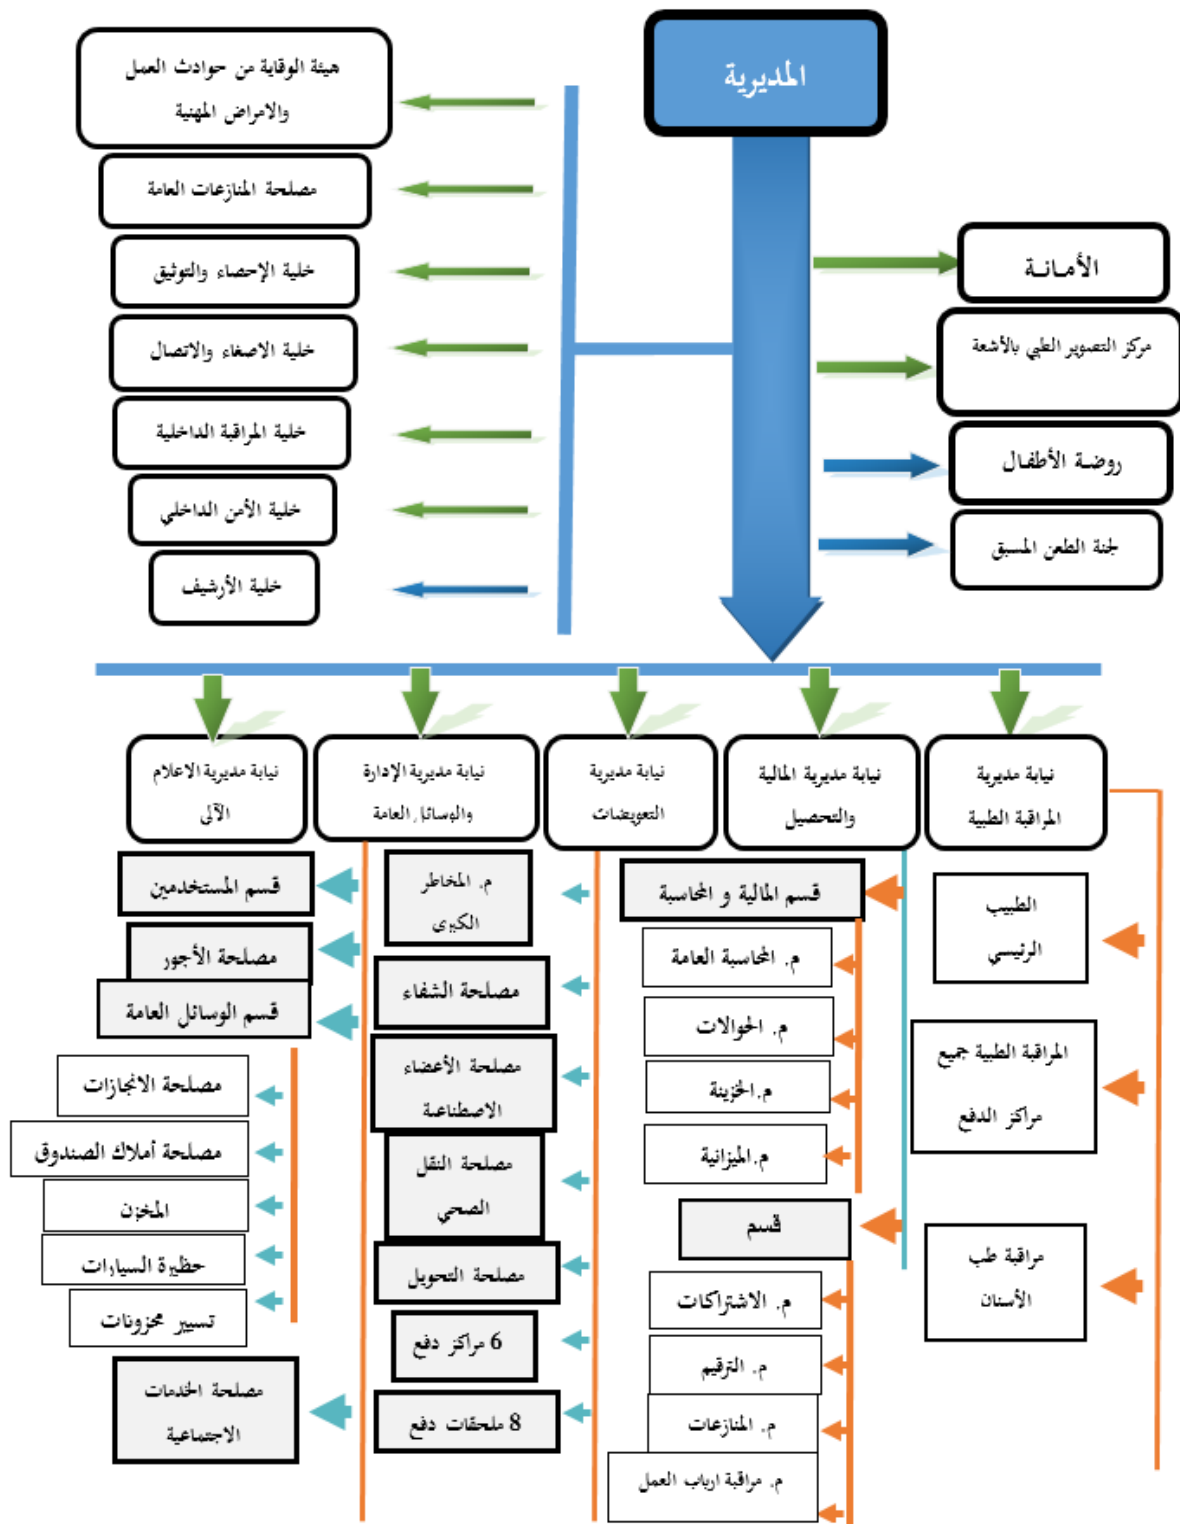 المديرية
هيئة الوقاية من حوادث العمل
والامراض المهنية
مصلحة المنازعات العامة
خلية الإحصاء والتوثيق
خلية الاصغاء والاتصال
خلية المراقبة الداخلية
خلية الأمن الداخلي
خلية الأرشيف
الأمانة
مركز التصوير الطبي بالأشعة
روضة الأطفال
لجنة الطعن المسبق
نيابة مديرية
المراقبة الطبية
نيابة مديرية المالية
والتحصيل
نيابة مديرية
التعويضات
نيابة مديرية الإدارة
والوسائل العامة
نيابة مديرية الاعلام
الآلى
الطبيب
الرئيسي
المراقبة الطبية جميع
مراكز الدفع
مراقبة طب
الأسنان
قسم المالية و المحاسبة
م. المحاسبة العامة
م. الحوالات
م.الخزينة
م.الميزانية
قسم
م. الاشتراكات
م. الترقيم
م. المنازعات
م. مراقبة ارباب العمل
م. المخاطر
الكبرى
مصلحة الشفاء
مصلحة الأعضاء
الاصطناعية
مصلحة النقل
الصحي
مصلحة التحويل
6 مراكز دفع
8 ملحقات دفع
قسم المستخدمين
مصلحة الأجور
قسم الوسائل العامة
مصلحة الانجازات
مصلحة أملاك الصندوق
المخزن
حظيرة السيارات
تسيير مخزونات
مصلحة الخدمات
الاجتماعية